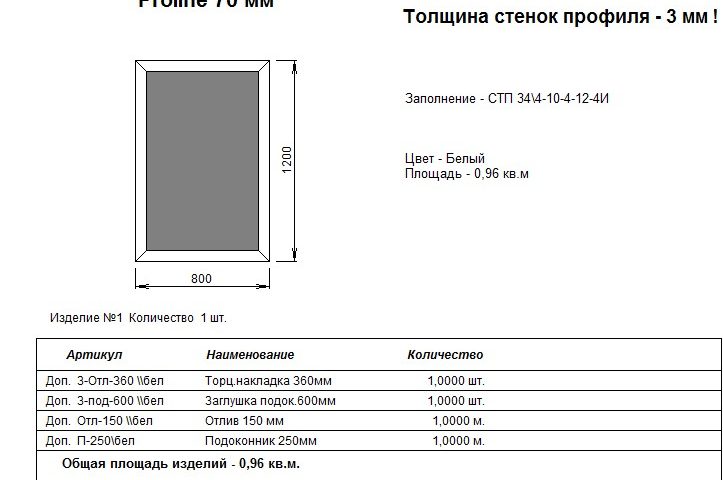 Proline 70 мм
Толщина стенок профиля - 3 мм !
Заполнение - СТП 34\4-10-4-12-4И
1200
Цвет - Белый
Площадь - 0,96 кв.м
800
Изделие №1 Количество 1 шт.
Артикул Наименование Количество
Доп. З-Отл-360 \\бел Торц.накладка 360мм 1,0000 шт.
Доп. З-под-600 \\бел Заглушка подок.600мм 1,0000 шт.
Доп. Отл-150 \\бел Отлив 150 мм 1,0000 м.
Доп. П-250\бел Подоконник 250мм 1,0000 м.
Общая площадь изделий - 0,96 кв.м.